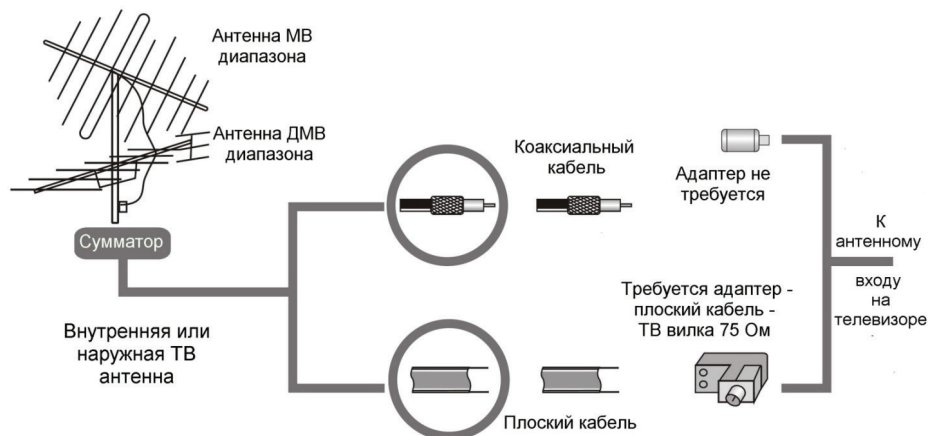 Антенна МВ
диапазона
Антенна ДМВ
диапазона
Сумматор
Внутренняя или
наружная ТВ
антенна
Коаксиальный
кабель
Адаптер не
требуется
Требуется адаптер -
плоский кабель -
ТВ вилка 75 Ом
Плоский кабель
К
антенному
входу
на
телевизоре